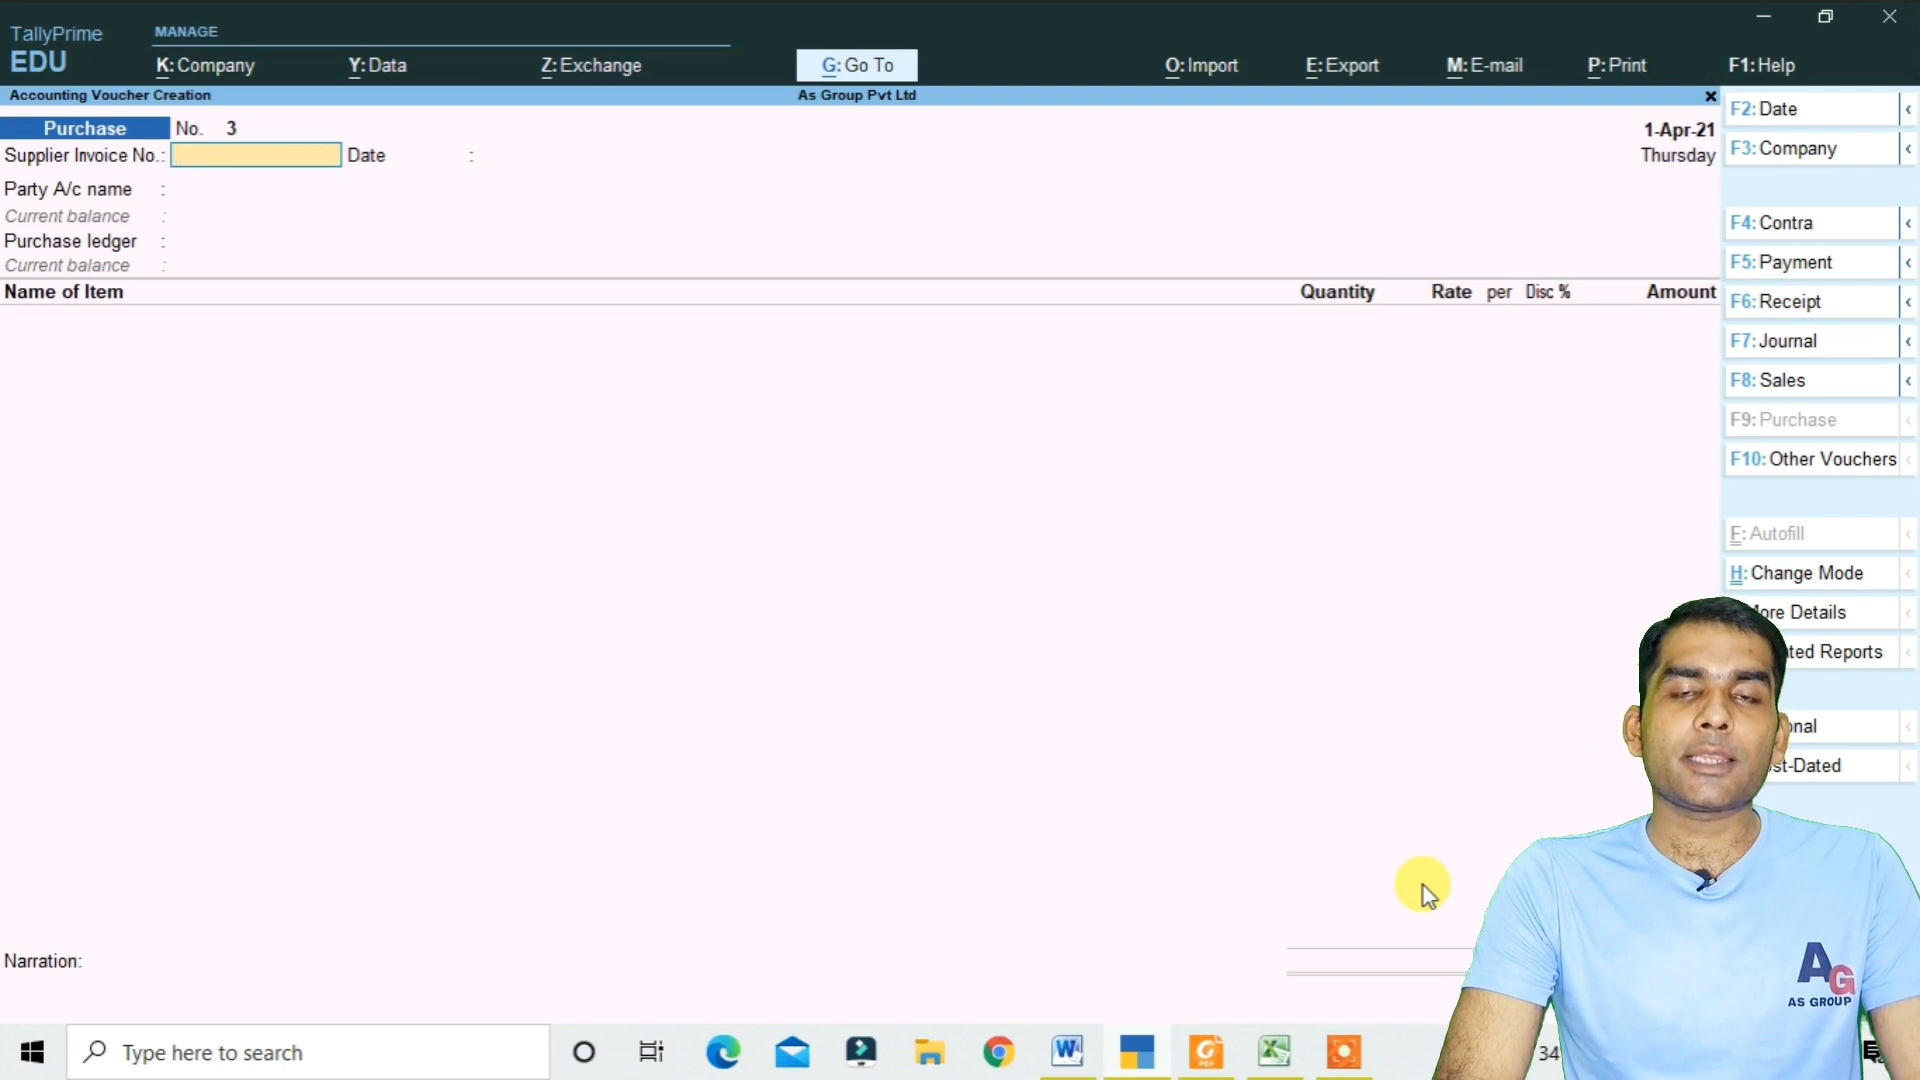 TallyPrime
EDU
MANAGE
K: Company
Y: Data
Z: Exchange
G: Go To
O: Import
E: Export
M: E-mail
P: Print
F1: Help
Accounting Voucher Creation
As Group Pvt Ltd
Purchase No. 3
1-Apr-21
Supplier Invoice No.:
Date :
Thursday
Party A/c name :
Current balance :
Purchase ledger :
Current balance :
Name of Item
Quantity
Rate per Disc %
Amount
F2: Date
F3: Company
F4: Contra
F5: Payment
F6: Receipt
F7: Journal
F8: Sales
F9: Purchase
F10: Other Vouchers
F: Autofill
H: Change Mode
ore Details
ted Reports
onal
st-Dated
Narration:
AG
AS GROUP
Type here to search
34